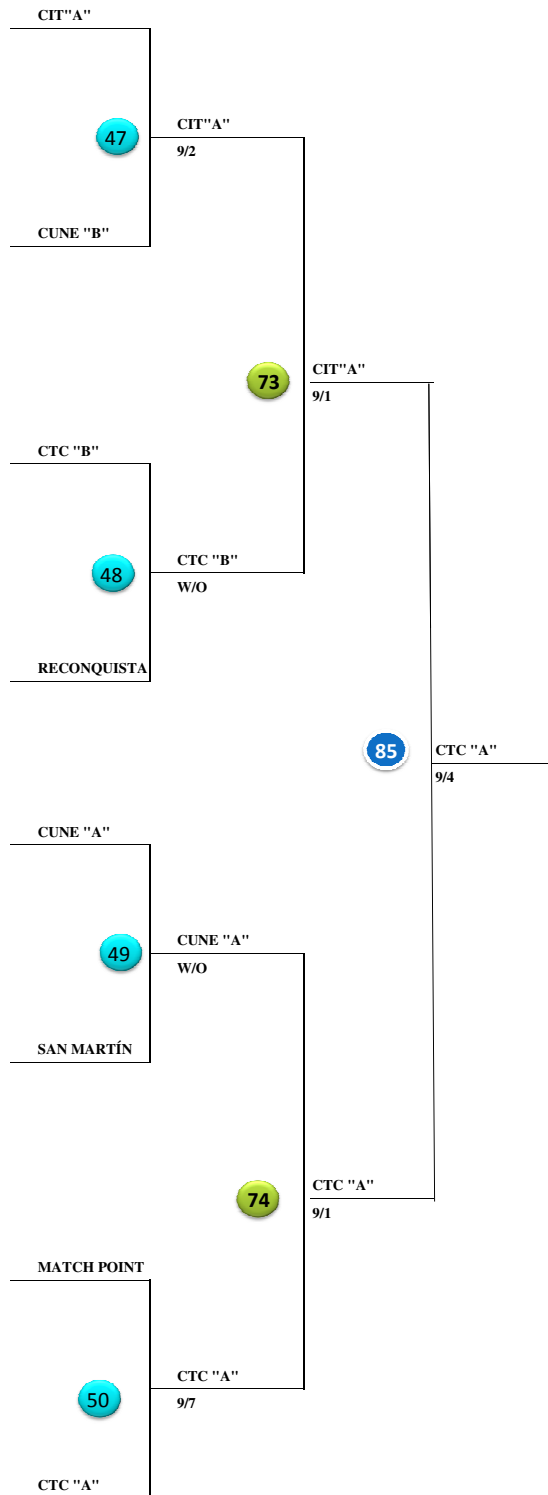 CIT"A"
47
CIT"A"
9/2
CUNE "B"
73
CIT"A"
9/1
CTC "B"
48
CTC "B"
W/O
RECONQUISTA
85
CTC "A"
9/4
CUNE "A"
49
CUNE "A"
W/O
SAN MARTÍN
74
CTC "A"
9/1
MATCH POINT
50
CTC "A"
9/7
CTC "A"